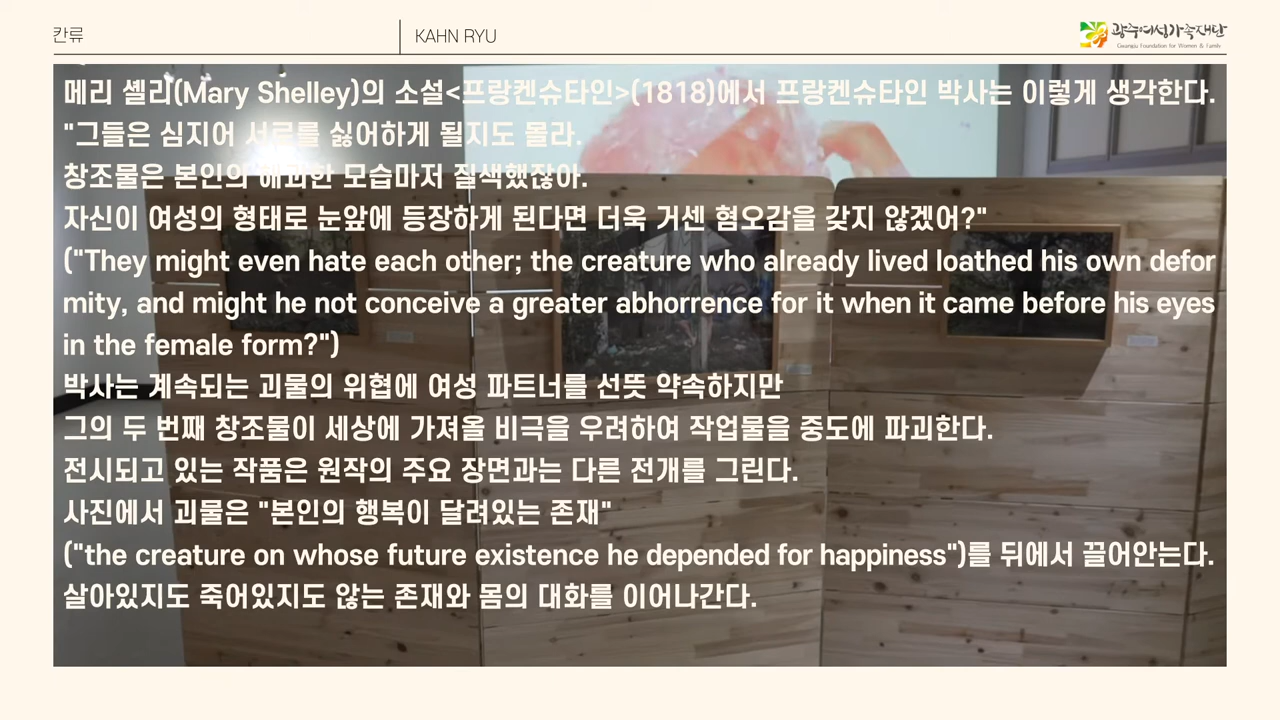 칸류
KAHN RYU
광주여성가족재단
Gwangju Foundation for Women & Family
메리 셸리(Mary Shelley)의 소설<프랑켄슈타인>(1818)에서 프랑켄슈타인 박사는 이렇게 생각한다.
"그들은 심지어 서로를 싫어하게 될지도 몰라.
창조물은 본인의 해괴한 모습마저 질색했잖아.
자신이 여성의 형태로 눈앞에 등장하게 된다면 더욱 거센 혐오감을 갖지 않겠어?"
("They might even hate each other; the creature who already lived loathed his own defor
mity, and might he not conceive a greater abhorrence for it when it came before his eyes
in the female form?")
박사는 계속되는 괴물의 위협에 여성 파트너를 선뜻 약속하지만
그의 두 번째 창조물이 세상에 가져올 비극을 우려하여 작업물을 중도에 파괴한다.
전시되고 있는 작품은 원작의 주요 장면과는 다른 전개를 그린다.
사진에서 괴물은 "본인의 행복이 달려있는 존재"
("the creature on whose future existence he depended for happiness")를 뒤에서 끌어안는다.
살아있지도 죽어있지도 않는 존재와 몸의 대화를 이어나간다.